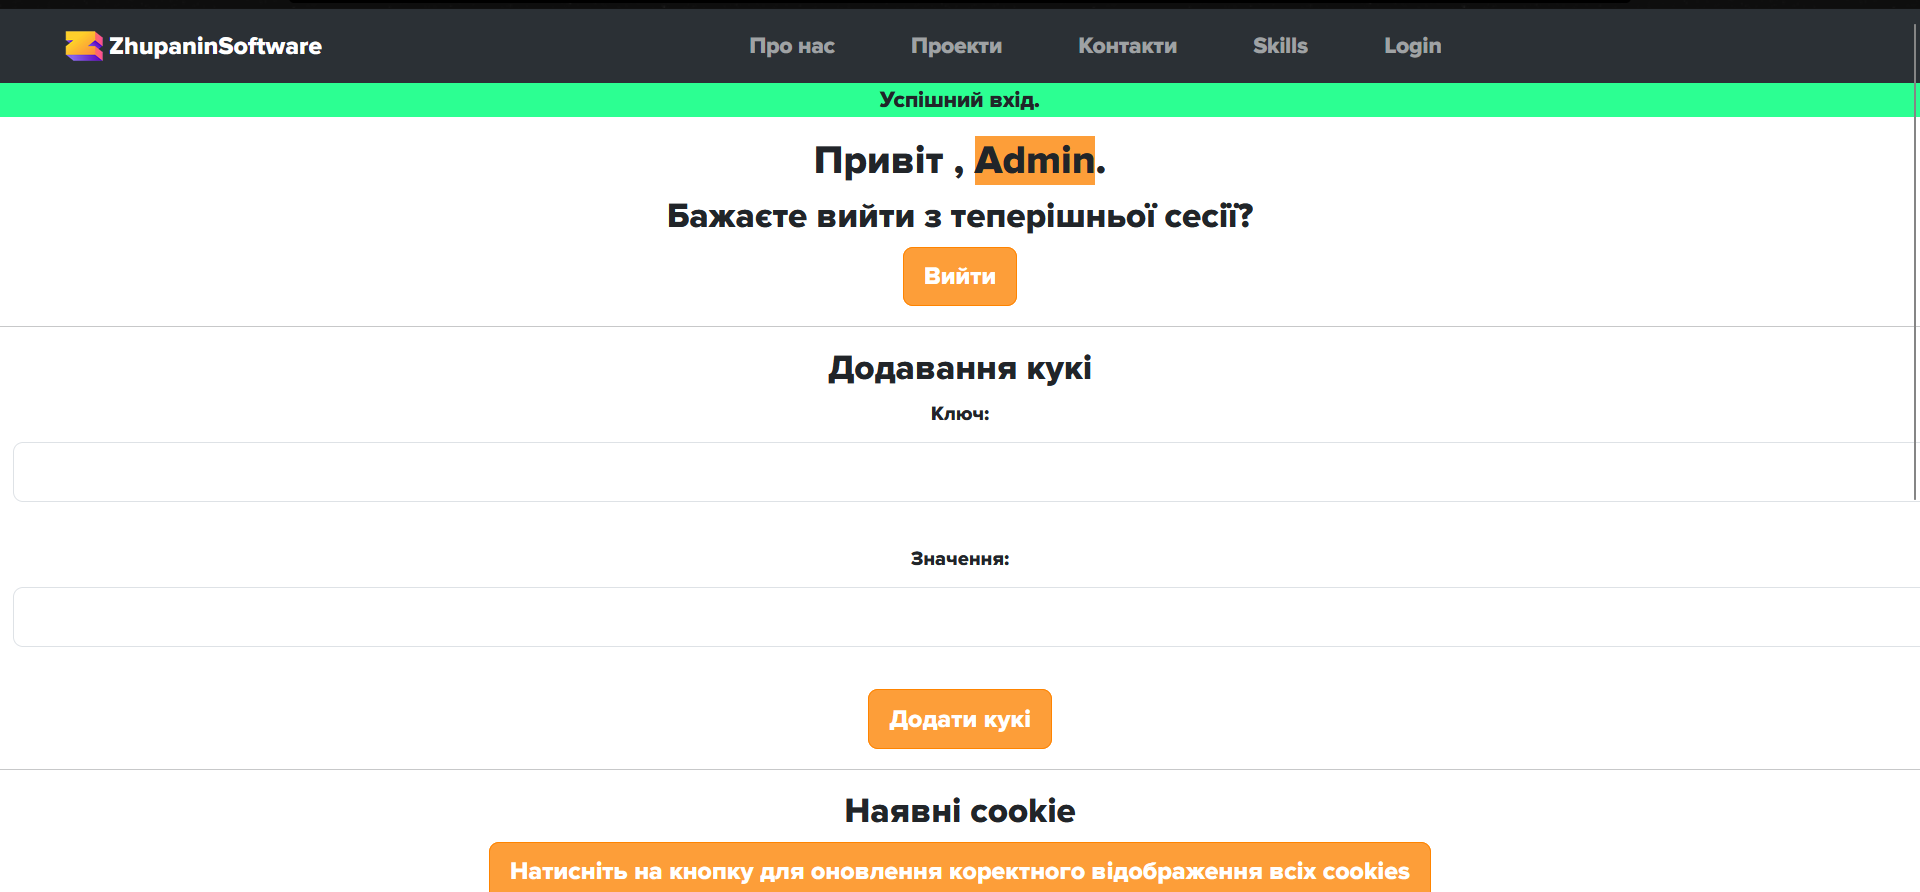 ZhupaninSoftware
Про нас Проекти Контакти Skills Login
Успішний вхід.
Привіт , Admin.
Бажаєте вийти з теперішньої сесії?
Вийти
Додавання кукі
Ключ:
Значення:
Додати кукі
Наявні cookie
Натисніть на кнопку для оновлення коректного відображення всіх cookies